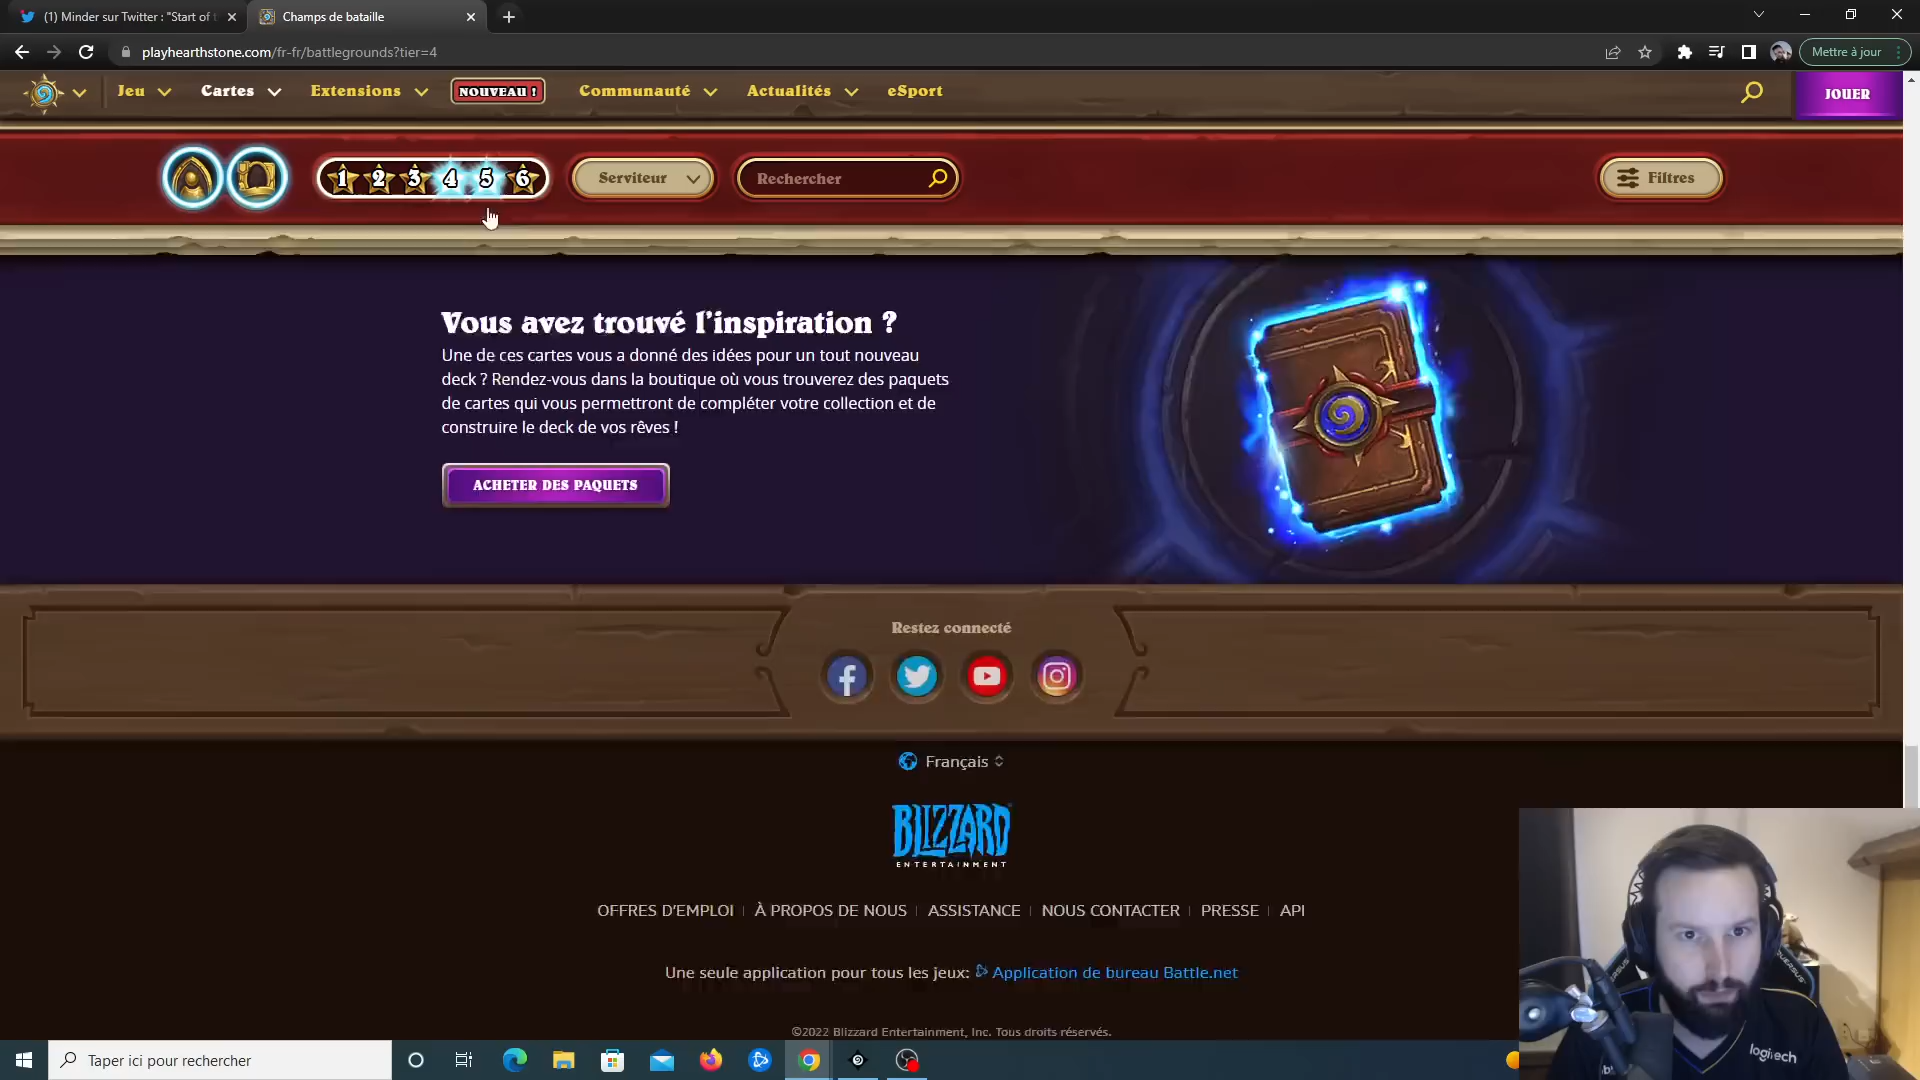 (1) Minder sur Twitter : "Start of t
Champs de bataille
playhearthstone.com/fr-fr/battlegrounds?tier=4
Mettre à jour
Jeu
Cartes
Extensions
NOUVEAU !
Communauté
Actualités
eSport
JOUER
1 2 3 4 5 6
Serviteur
Rechercher
Filtres
Vous avez trouvé l'inspiration ?
Une de ces cartes vous a donné des idées pour un tout nouveau
deck ? Rendez-vous dans la boutique où vous trouverez des paquets
de cartes qui vous permettront de compléter votre collection et de
construire le deck de vos rêves !
ACHETER DES PAQUETS
Restez connecté
Français
BLIZZARD
ENTERTAINMENT
OFFRES D'EMPLOI
À PROPOS DE NOUS
ASSISTANCE
NOUS CONTACTER
PRESSE
API
Une seule application pour tous les jeux: Application de bureau Battle.net
©2022 Blizzard Entertainment, Inc. Tous droits réservés.
logitech
Taper ici pour rechercher